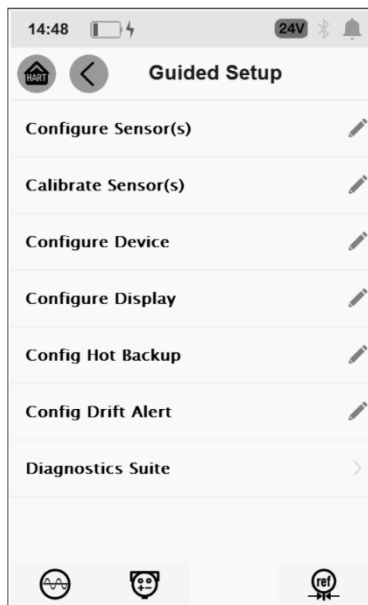 14:48 24V
HART Guided Setup
Configure Sensor(s)
Calibrate Sensor(s)
Configure Device
Configure Display
Config Hot Backup
Config Drift Alert
Diagnostics Suite
ref